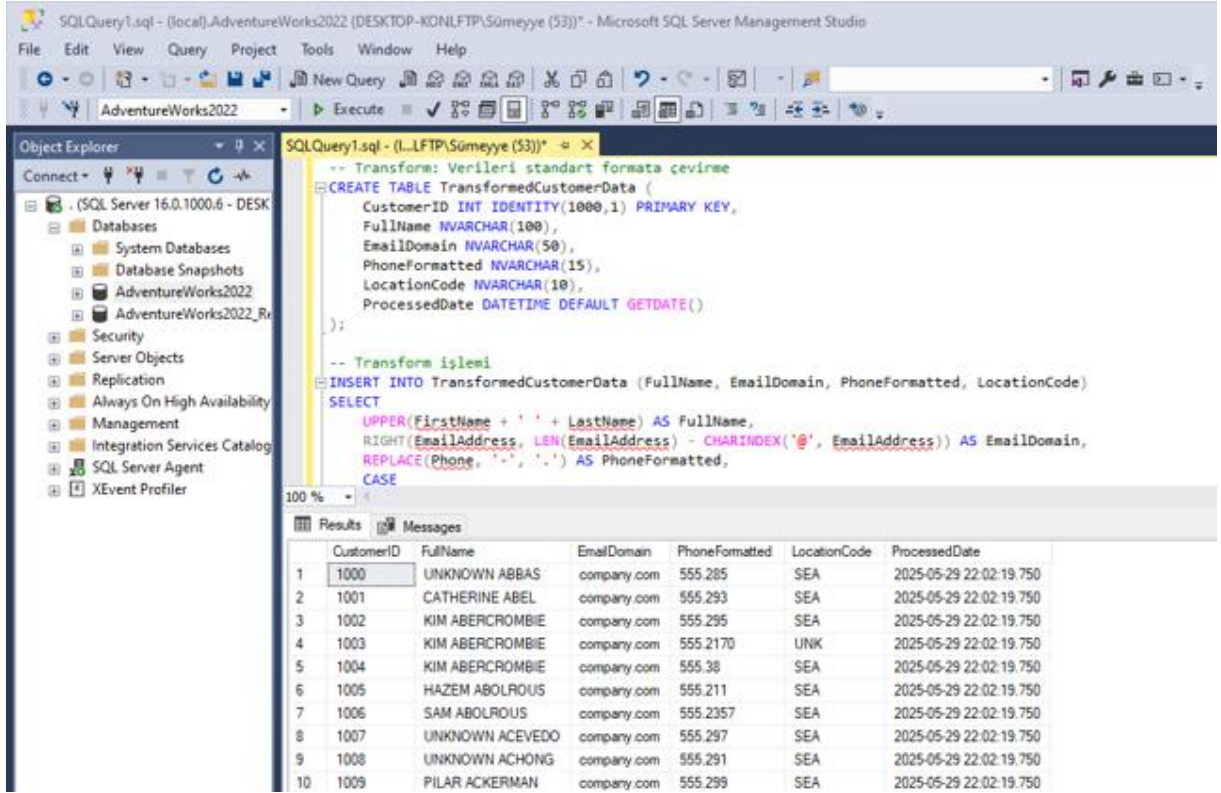 SQLQuery1.sql - (local).AdventureWorks2022 (DESKTOP-KONLFTP\Sümeyye (53))* - Microsoft SQL Server Management Studio
File Edit View Query Project Tools Window Help
New Query
AdventureWorks2022 Execute
Object Explorer
SQLQuery1.sql - (l...LFTP\Sümeyye (53))*
Connect
. (SQL Server 16.0.1000.6 - DESK
Databases
System Databases
Database Snapshots
AdventureWorks2022
AdventureWorks2022_Re
Security
Server Objects
Replication
Always On High Availability
Management
Integration Services Catalog
SQL Server Agent
XEvent Profiler
-- Transform: Verileri standart formata çevirme
CREATE TABLE TransformedCustomerData (
CustomerID INT IDENTITY(1000,1) PRIMARY KEY,
FullName NVARCHAR(100),
EmailDomain NVARCHAR(50),
PhoneFormatted NVARCHAR(15),
LocationCode NVARCHAR(10),
ProcessedDate DATETIME DEFAULT GETDATE()
);
-- Transform işlemi
INSERT INTO TransformedCustomerData (FullName, EmailDomain, PhoneFormatted, LocationCode)
SELECT
UPPER(FirstName + ' ' + LastName) AS FullName,
RIGHT(EmailAddress, LEN(EmailAddress) - CHARINDEX('@', EmailAddress)) AS EmailDomain,
REPLACE(Phone, '-', '.') AS PhoneFormatted,
CASE
100 %
Results Messages
CustomerID FullName EmailDomain PhoneFormatted LocationCode ProcessedDate
1 1000 UNKNOWN ABBAS company.com 555.285 SEA 2025-05-29 22:02:19.750
2 1001 CATHERINE ABEL company.com 555.293 SEA 2025-05-29 22:02:19.750
3 1002 KIM ABERCROMBIE company.com 555.295 SEA 2025-05-29 22:02:19.750
4 1003 KIM ABERCROMBIE company.com 555.2170 UNK 2025-05-29 22:02:19.750
5 1004 KIM ABERCROMBIE company.com 555.38 SEA 2025-05-29 22:02:19.750
6 1005 HAZEM ABOLROUS company.com 555.211 SEA 2025-05-29 22:02:19.750
7 1006 SAM ABOLROUS company.com 555.2357 SEA 2025-05-29 22:02:19.750
8 1007 UNKNOWN ACEVEDO company.com 555.297 SEA 2025-05-29 22:02:19.750
9 1008 UNKNOWN ACHONG company.com 555.291 SEA 2025-05-29 22:02:19.750
10 1009 PILAR ACKERMAN company.com 555.299 SEA 2025-05-29 22:02:19.750